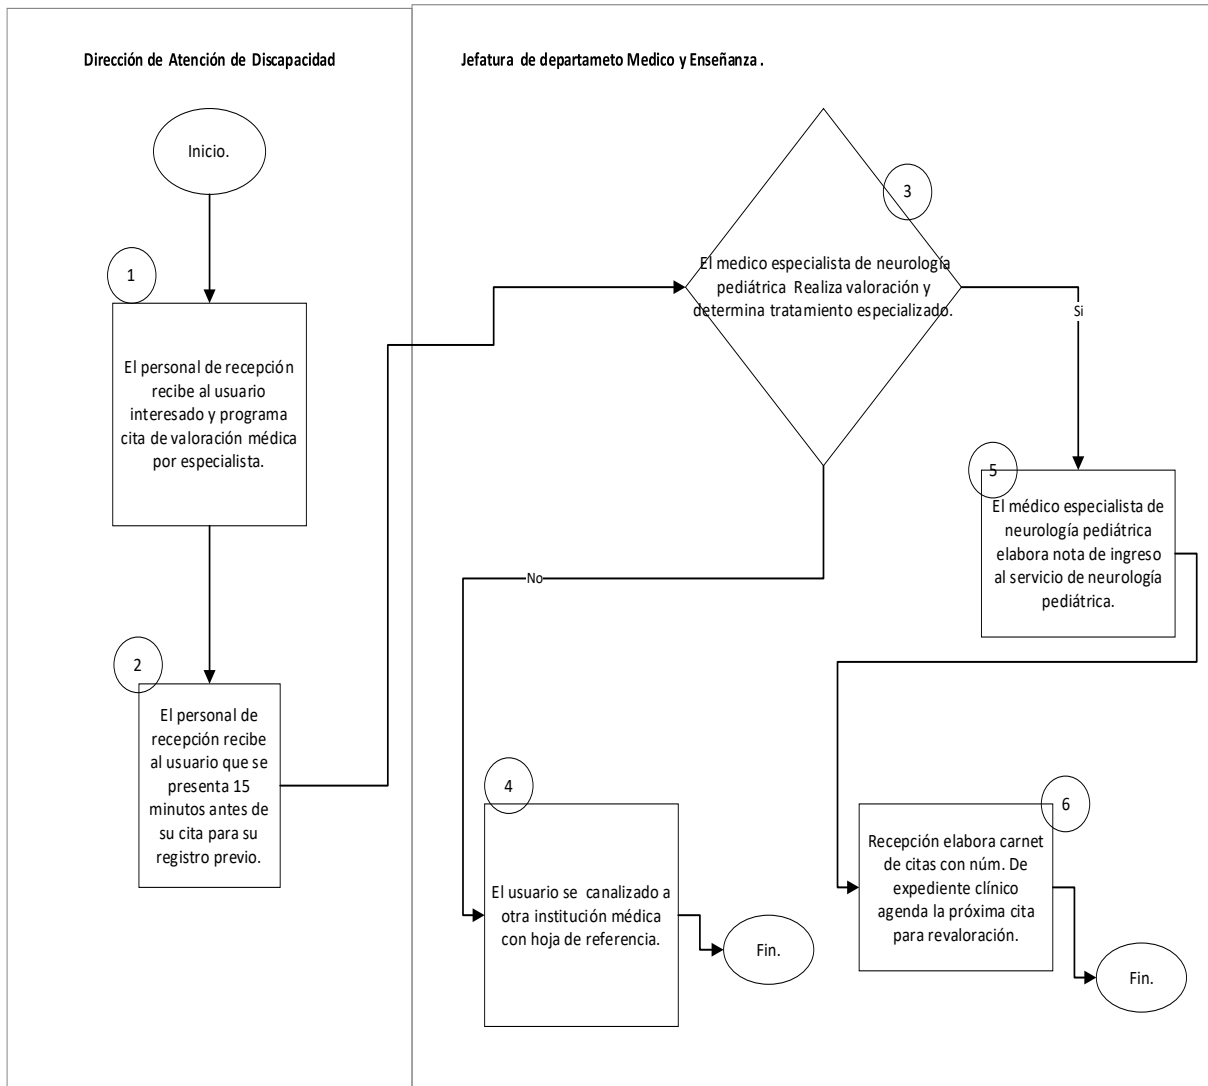 Dirección de Atención de Discapacidad
Inicio.
1
El personal de recepción
recibe al usuario
interesado y programa
cita de valoración médica
por especialista.
2
El personal de
recepción recibe
al usuario que se
presenta 15
minutos antes de
su cita para su
registro previo.
Jefatura de departameto Medico y Enseñanza .
3
El medico especialista de neurología
pediátrica Realiza valoración y
determina tratamiento especializado.
Si
No
5
El médico especialista de
neurología pediátrica
elabora nota de ingreso
al servicio de neurología
pediátrica.
4
El usuario se canalizado a
otra institución médica
con hoja de referencia.
Fin.
6
Recepción elabora carnet
de citas con núm. De
expediente clínico
agenda la próxima cita
para revaloración.
Fin.